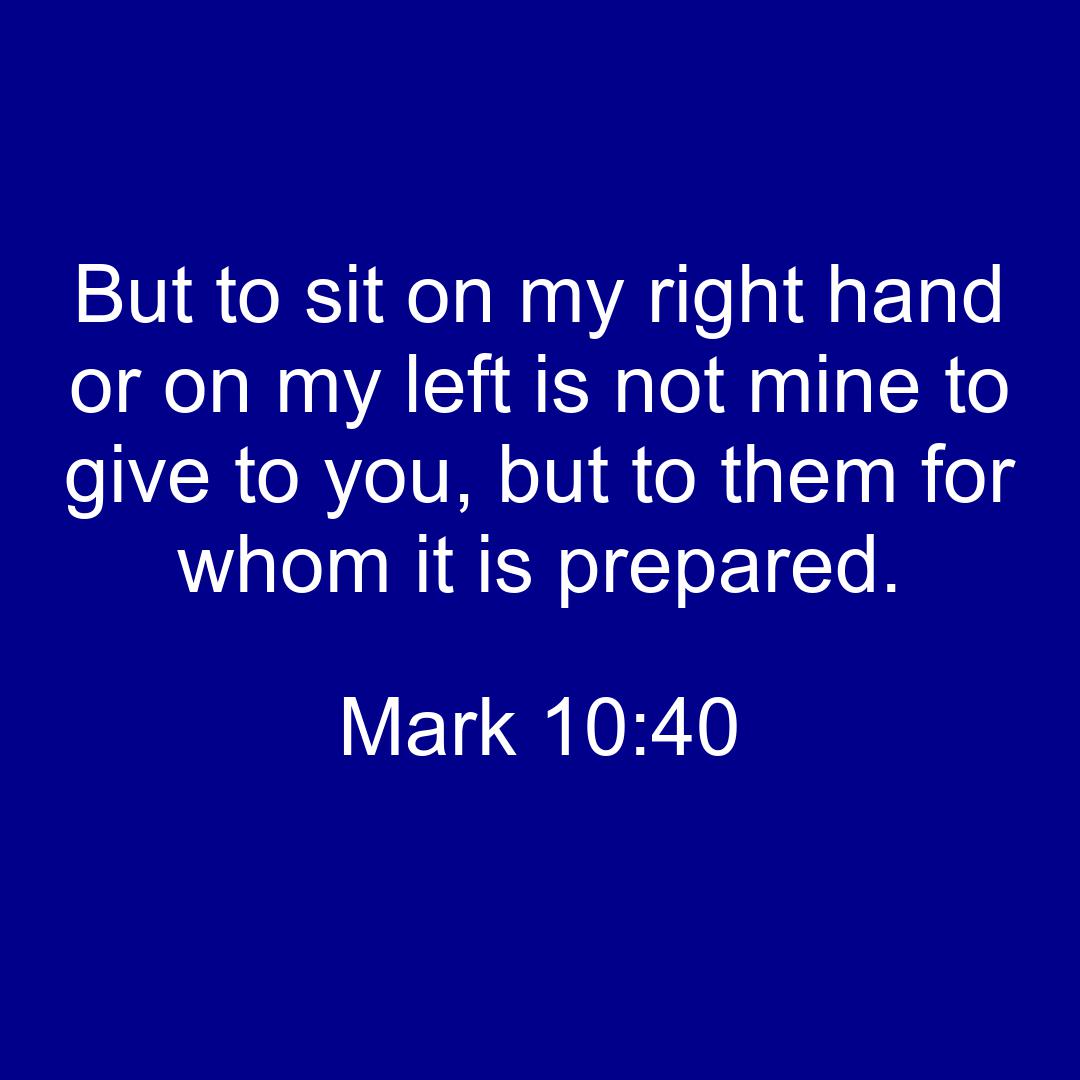 But to sit on my right hand
or on my left is not mine to
give to you, but to them for
whom it is prepared.
Mark 10:40